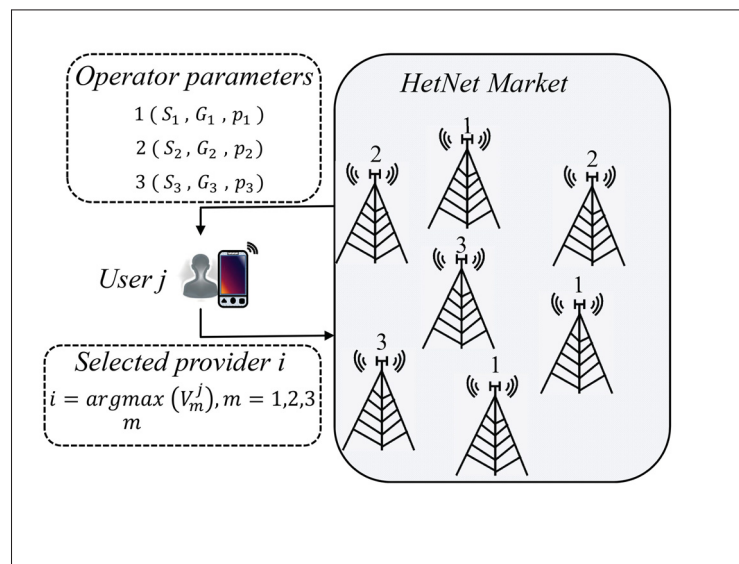 Operator parameters
1 ( S₁ , G₁ , p₁ )
2 ( S₂ , G₂ , p₂ )
3 ( S₃ , G₃ , p₃ )
User j
Selected provider i
i = argmax (V_m^j), m = 1,2,3
m
HetNet Market
1
2
2
3
1
3
1